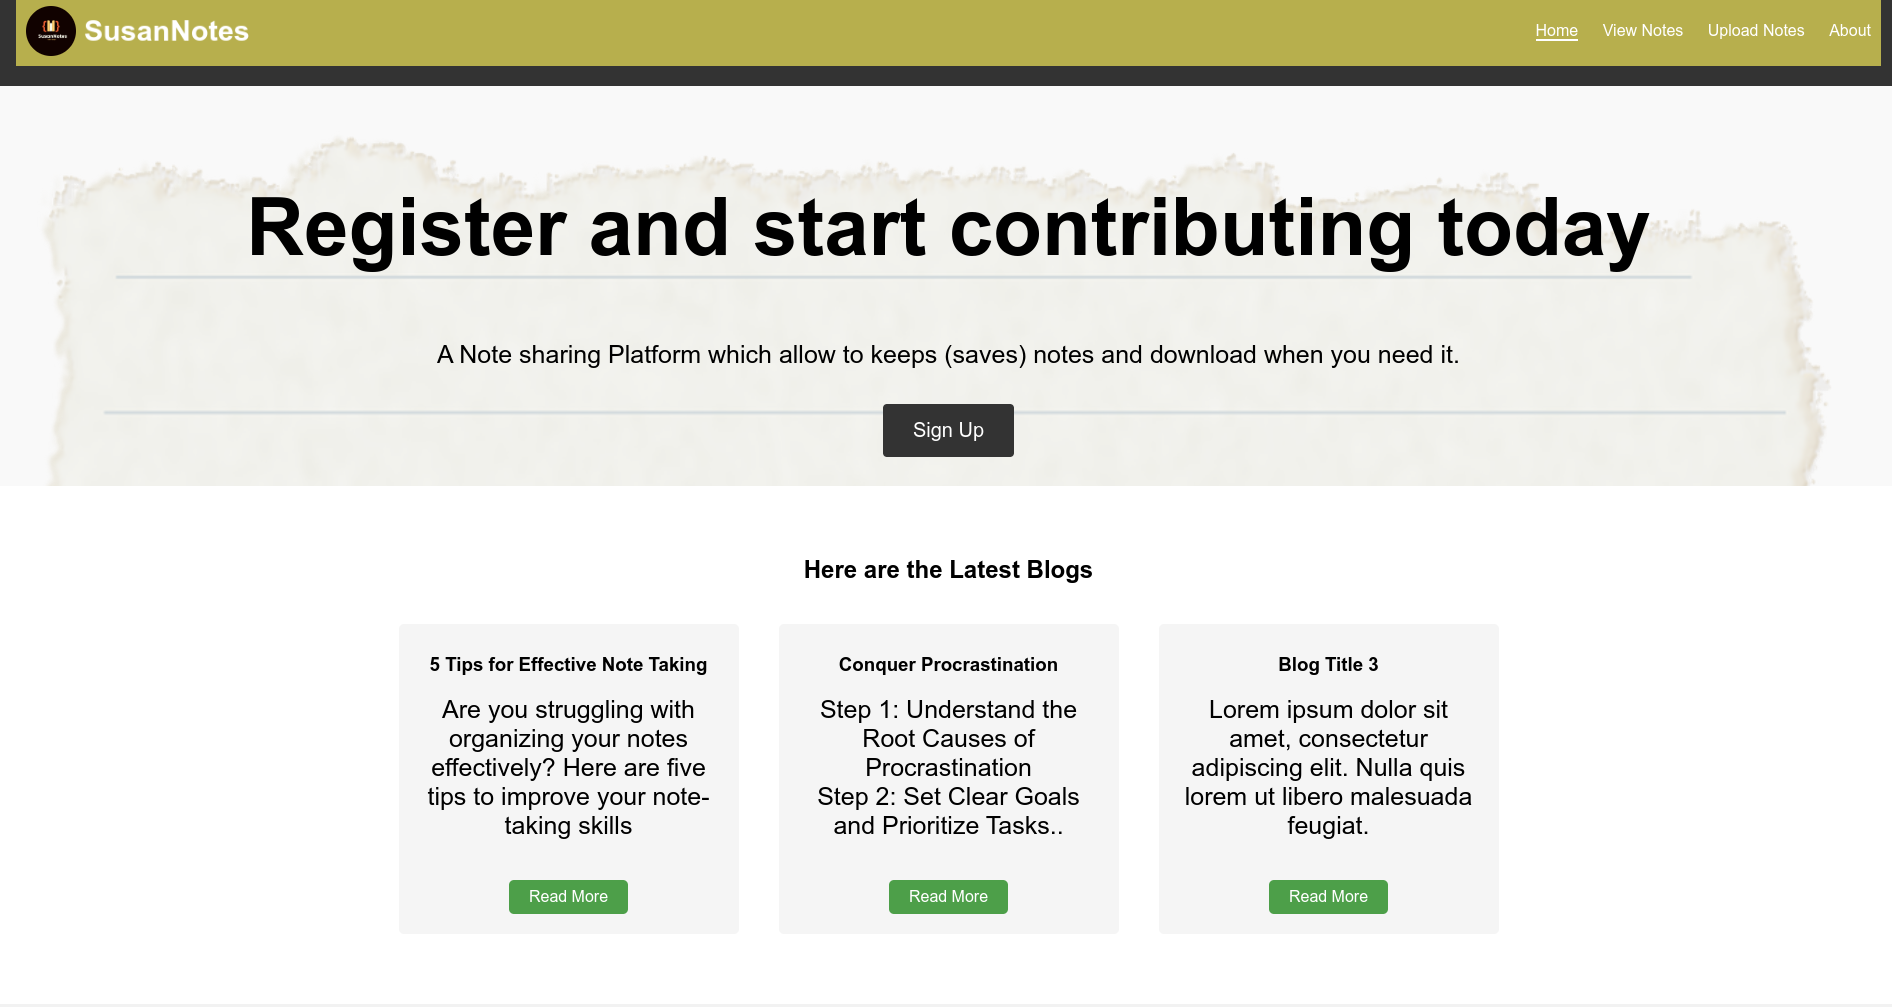 SusanNotes
SusanNotes
Home View Notes Upload Notes About
Register and start contributing today
A Note sharing Platform which allow to keeps (saves) notes and download when you need it.
Sign Up
Here are the Latest Blogs
5 Tips for Effective Note Taking
Are you struggling with
organizing your notes
effectively? Here are five
tips to improve your note-
taking skills
Read More
Conquer Procrastination
Step 1: Understand the
Root Causes of
Procrastination
Step 2: Set Clear Goals
and Prioritize Tasks..
Read More
Blog Title 3
Lorem ipsum dolor sit
amet, consectetur
adipiscing elit. Nulla quis
lorem ut libero malesuada
feugiat.
Read More